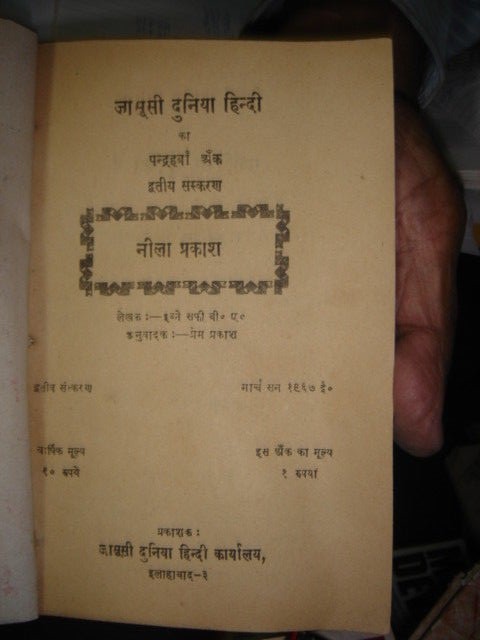 जासूसी दुनिया हिन्दी
का
पन्द्रहवाँ अँक
द्वतीय संस्करण
नीला प्रकाश
लेखक :—इब्ने सफी बी० ए०
अनुवादक :—प्रेम प्रकाश
द्वतीय संस्करण मार्च सन १९६७ ई०
वार्षिक मूल्य इस अँक का मूल्य
१० रुपये १ रुपया
प्रकाशक :
जासूसी दुनिया हिन्दी कार्यालय,
इलाहाबाद-३